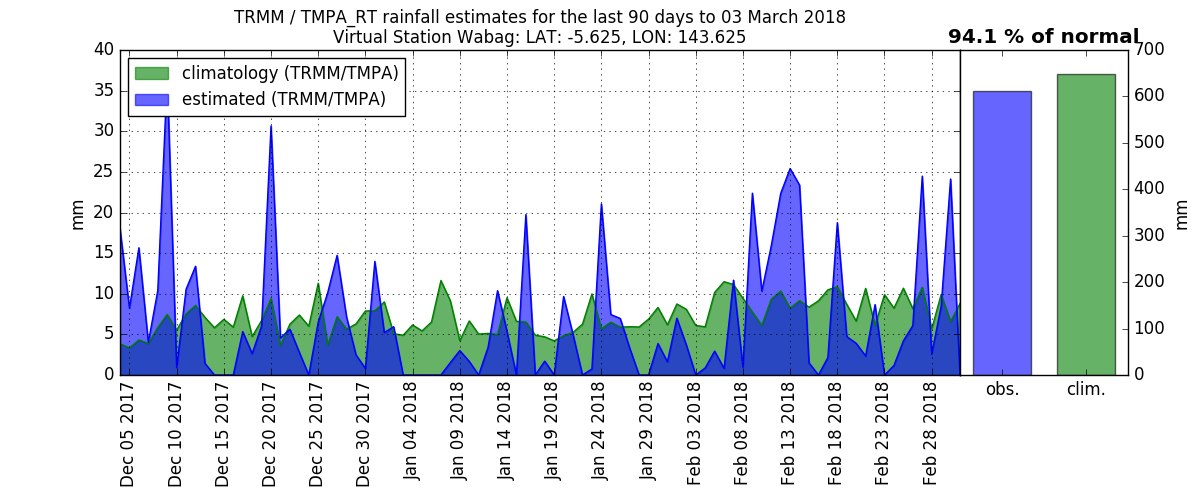 TRMM / TMPA_RT rainfall estimates for the last 90 days to 03 March 2018
Virtual Station Wabag: LAT: -5.625, LON: 143.625
94.1 % of normal
climatology (TRMM/TMPA)
estimated (TRMM/TMPA)
40
35
30
25
20
15
10
5
0
mm
Dec 05 2017
Dec 10 2017
Dec 15 2017
Dec 20 2017
Dec 25 2017
Dec 30 2017
Jan 04 2018
Jan 09 2018
Jan 14 2018
Jan 19 2018
Jan 24 2018
Jan 29 2018
Feb 03 2018
Feb 08 2018
Feb 13 2018
Feb 18 2018
Feb 23 2018
Feb 28 2018
obs.
clim.
700
600
500
400
300
200
100
0
mm